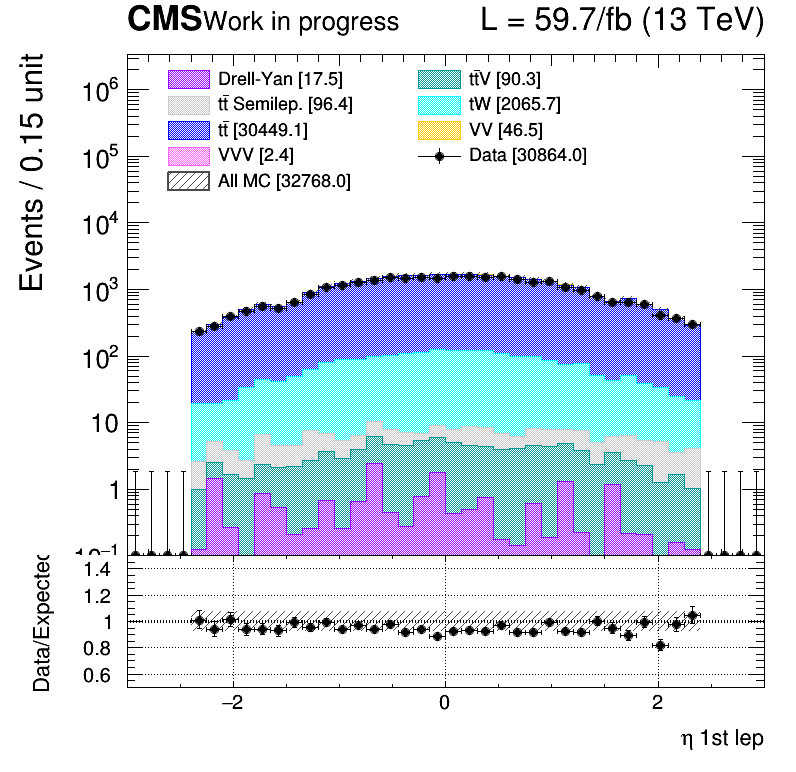 CMS Work in progress L = 59.7/fb (13 TeV)
Events / 0.15 unit
Drell-Yan [17.5] tt̄V [90.3]
tt̄ Semilep. [96.4] tW [2065.7]
tt̄ [30449.1] VV [46.5]
VVV [2.4] Data [30864.0]
All MC [32768.0]
10⁶
10⁵
10⁴
10³
10²
10
1
10⁻¹
Data/Expected
1.4
1.2
1
0.8
0.6
−2 0 2
η 1st lep